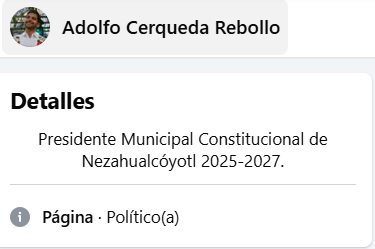 Adolfo Cerqueda Rebollo
Detalles
Presidente Municipal Constitucional de
Nezahualcóyotl 2025-2027.
Página · Político(a)